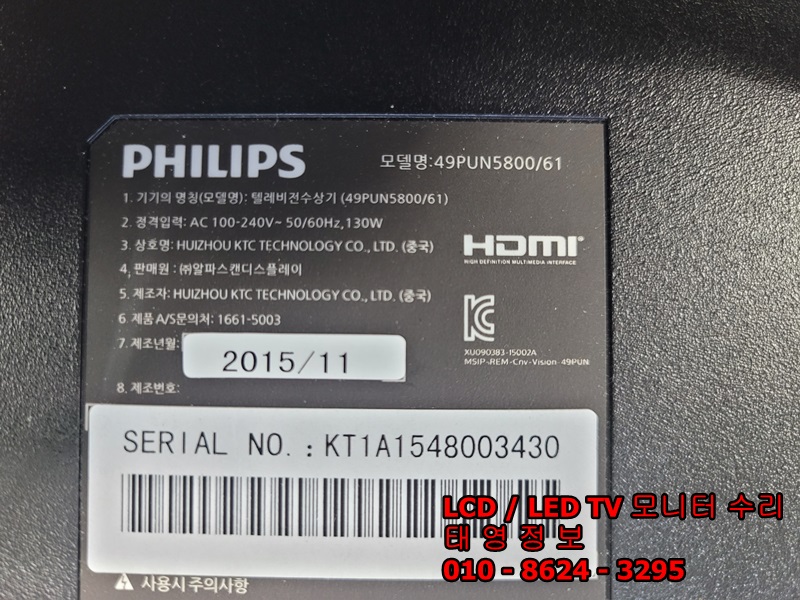 PHILIPS
모델명:49PUN5800/61
1. 기기의 명칭(모델명): 텔레비전수상기 (49PUN5800/61)
2. 정격입력: AC 100-240V~ 50/60Hz,130W
3. 상호명: HUIZHOU KTC TECHNOLOGY CO., LTD. (중국)
4. 판매원 : ㈜알파스캔디스플레이
5. 제조자: HUIZHOU KTC TECHNOLOGY CO., LTD. (중국)
6. 제품 A/S문의처: 1661-5003
7. 제조년월:
2015/11
8. 제조번호:
HDMI
HIGH DEFINITION MULTIMEDIA INTERFACE
XU090383-15002A
MSIP-REM-Cnv-Vision-49PUN
SERIAL NO. : KT1A1548003430
사용시 주의사항
LCD / LED TV 모니터 수리
태 영 정 보
010 - 8624 - 3295